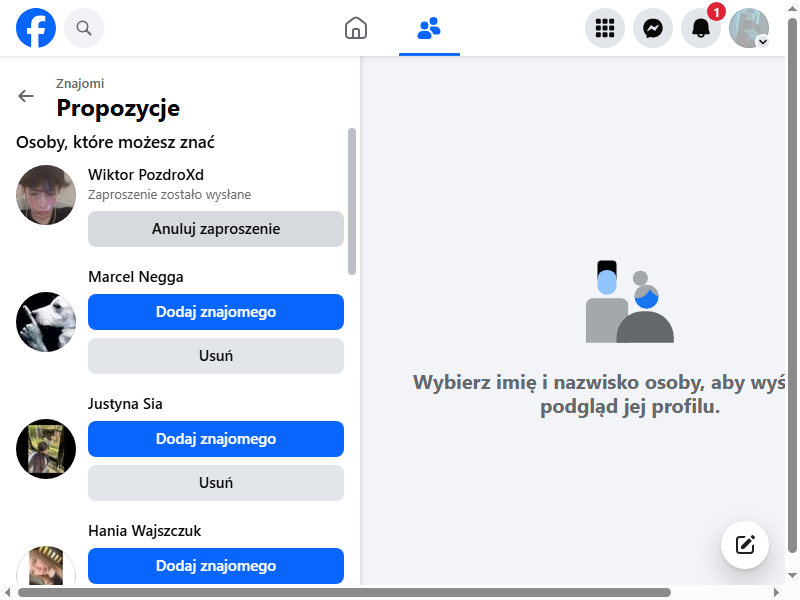 1
Znajomi
Propozycje
Osoby, które możesz znać
Wiktor PozdroXd
Zaproszenie zostało wysłane
Anuluj zaproszenie
Marcel Negga
Dodaj znajomego
Usuń
Justyna Sia
Dodaj znajomego
Usuń
Hania Wajszczuk
Dodaj znajomego
Wybierz imię i nazwisko osoby, aby wyś
podgląd jej profilu.